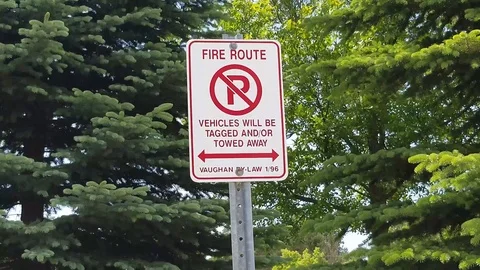 FIRE ROUTE
P
VEHICLES WILL BE
TAGGED AND/OR
TOWED AWAY
VAUGHAN BY-LAW 1/96